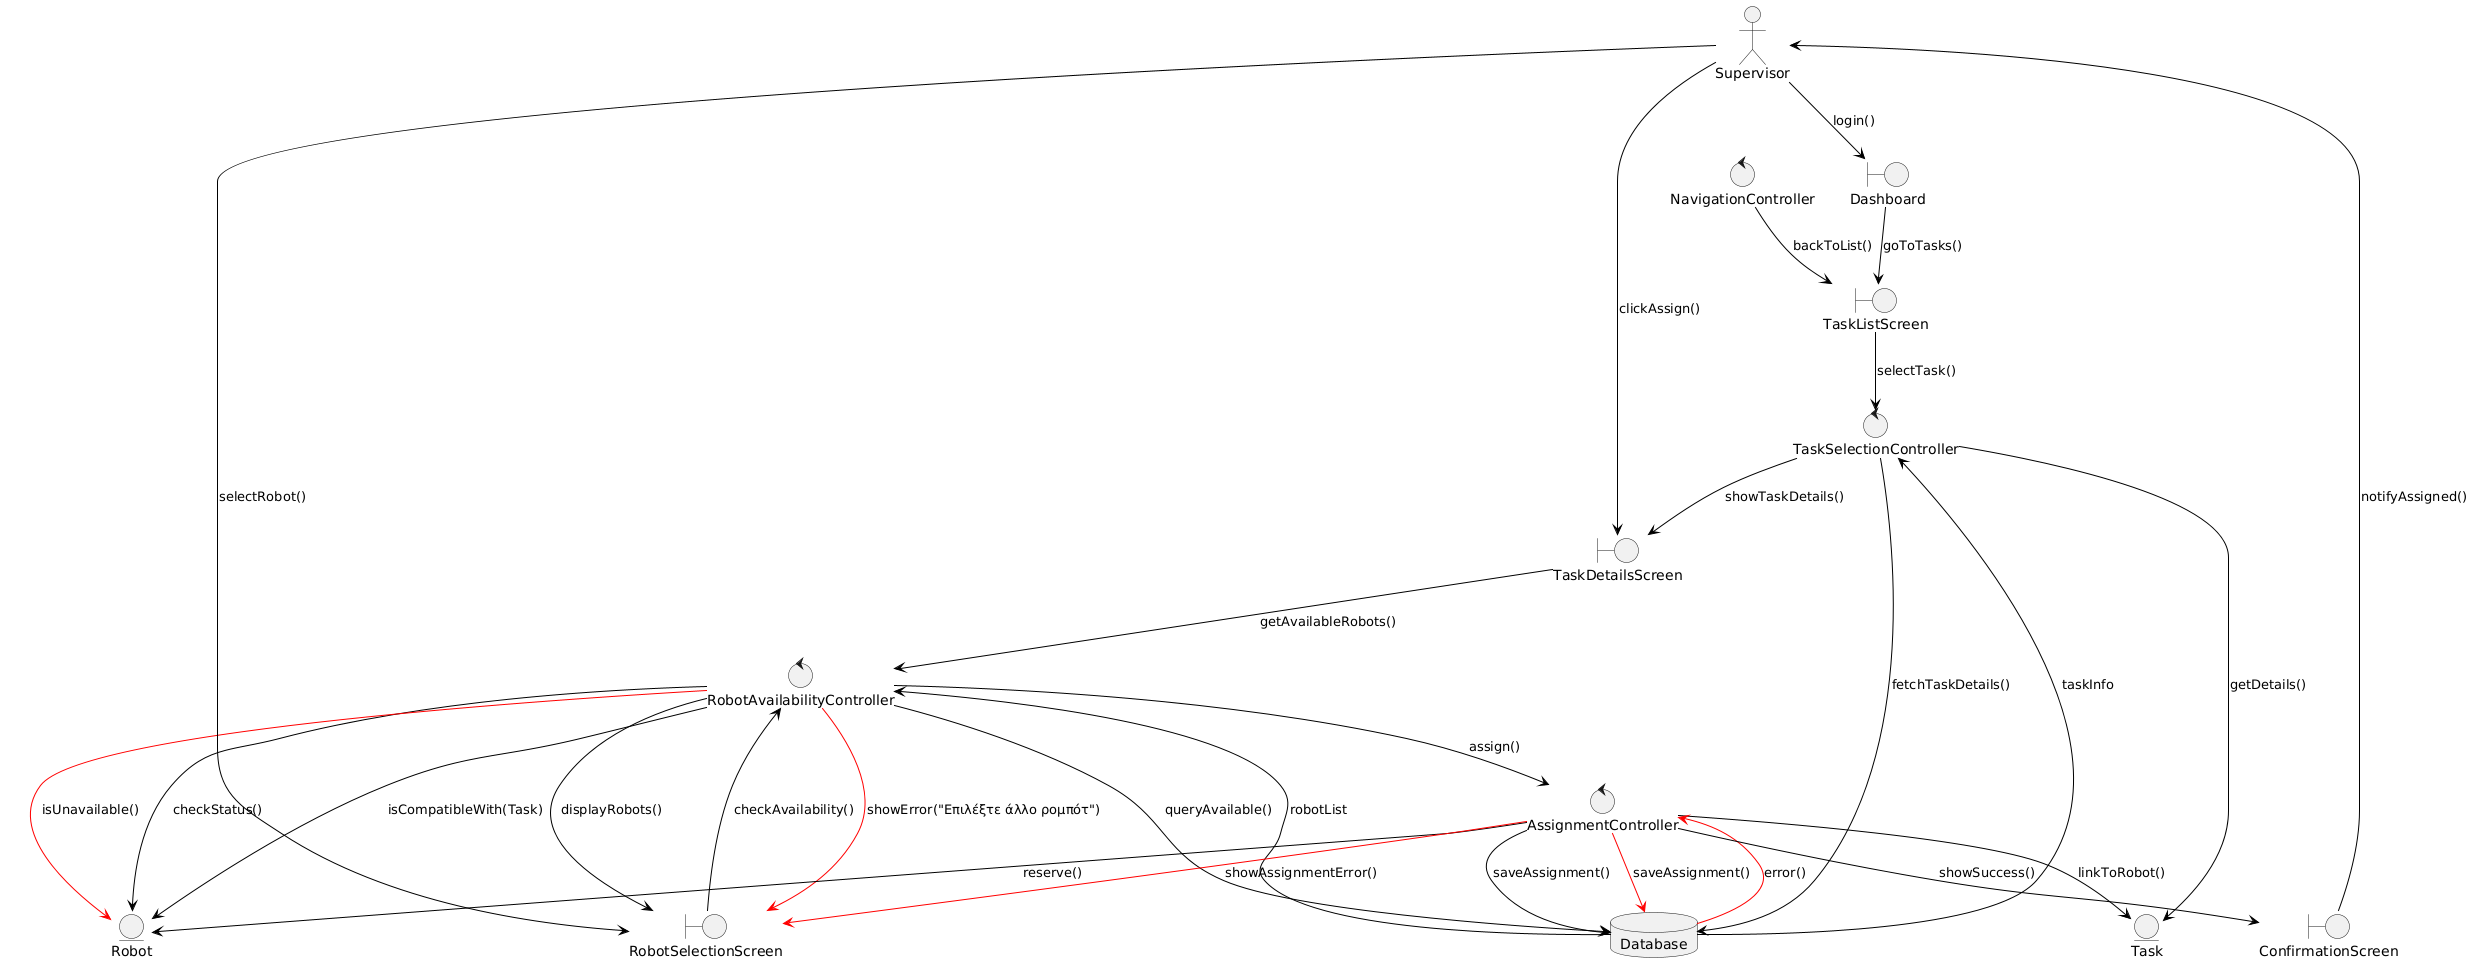 Supervisor
login()
NavigationController
Dashboard
backToList()
goToTasks()
clickAssign()
TaskListScreen
selectTask()
TaskSelectionController
selectRobot()
showTaskDetails()
notifyAssigned()
TaskDetailsScreen
getAvailableRobots()
fetchTaskDetails()
taskInfo
getDetails()
RobotAvailabilityController
assign()
isUnavailable()
checkStatus()
isCompatibleWith(Task)
displayRobots()
checkAvailability()
showError("Επιλέξτε άλλο ρομπότ")
queryAvailable()
robotList
AssignmentController
reserve()
showAssignmentError()
saveAssignment()
saveAssignment()
error()
showSuccess()
linkToRobot()
Robot
RobotSelectionScreen
Database
Task
ConfirmationScreen